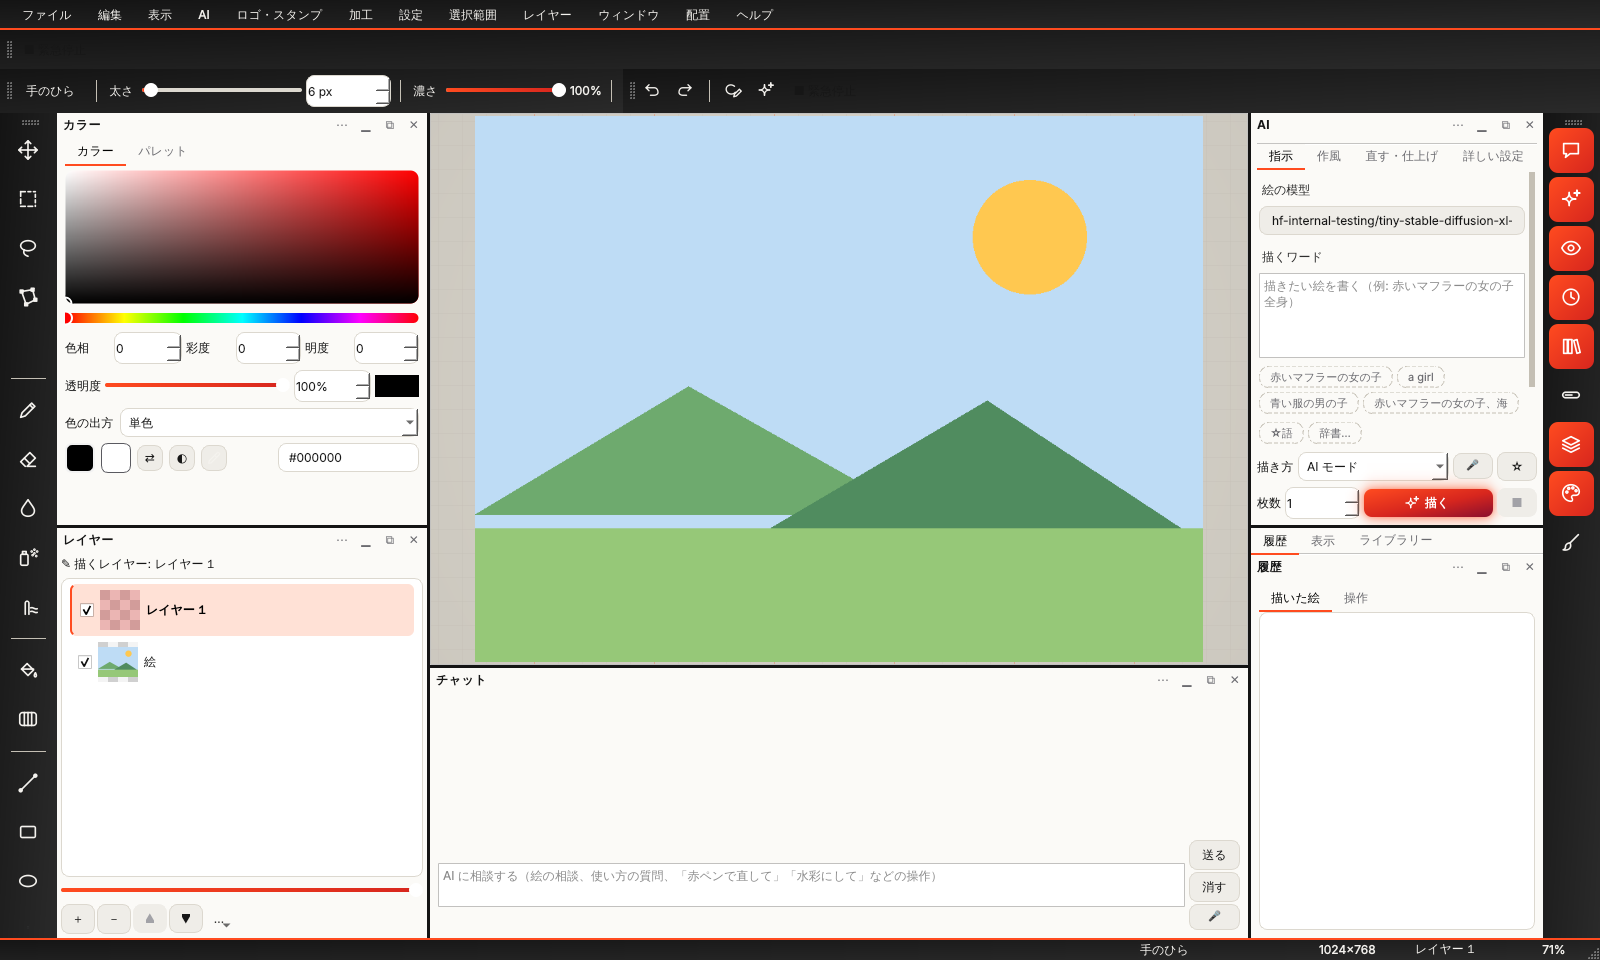 ファイル 編集 表示 AI ロゴ・スタンプ 加工 設定 選択範囲 レイヤー ウィンドウ 配置 ヘルプ
手のひら 太さ 6 px 濃さ 100%
カラー
カラー パレット
色相 0 彩度 0 明度 0
透明度 100%
色の出方 単色
#000000
レイヤー
描くレイヤー: レイヤー 1
レイヤー 1
絵
チャット
AI に相談する（絵の相談、使い方の質問、「赤ペンで直して」「水彩にして」などの操作）
送る
消す
AI
指示 作風 直す・仕上げ 詳しい設定
絵の模型
hf-internal-testing/tiny-stable-diffusion-xl-
描くワード
描きたい絵を書く（例: 赤いマフラーの女の子
全身）
赤いマフラーの女の子 a girl
青い服の男の子 赤いマフラーの女の子、海
☆語 辞書...
描き方 AI モード
枚数 1 描く
履歴 表示 ライブラリー
履歴
描いた絵 操作
手のひら 1024×768 レイヤー 1 71%